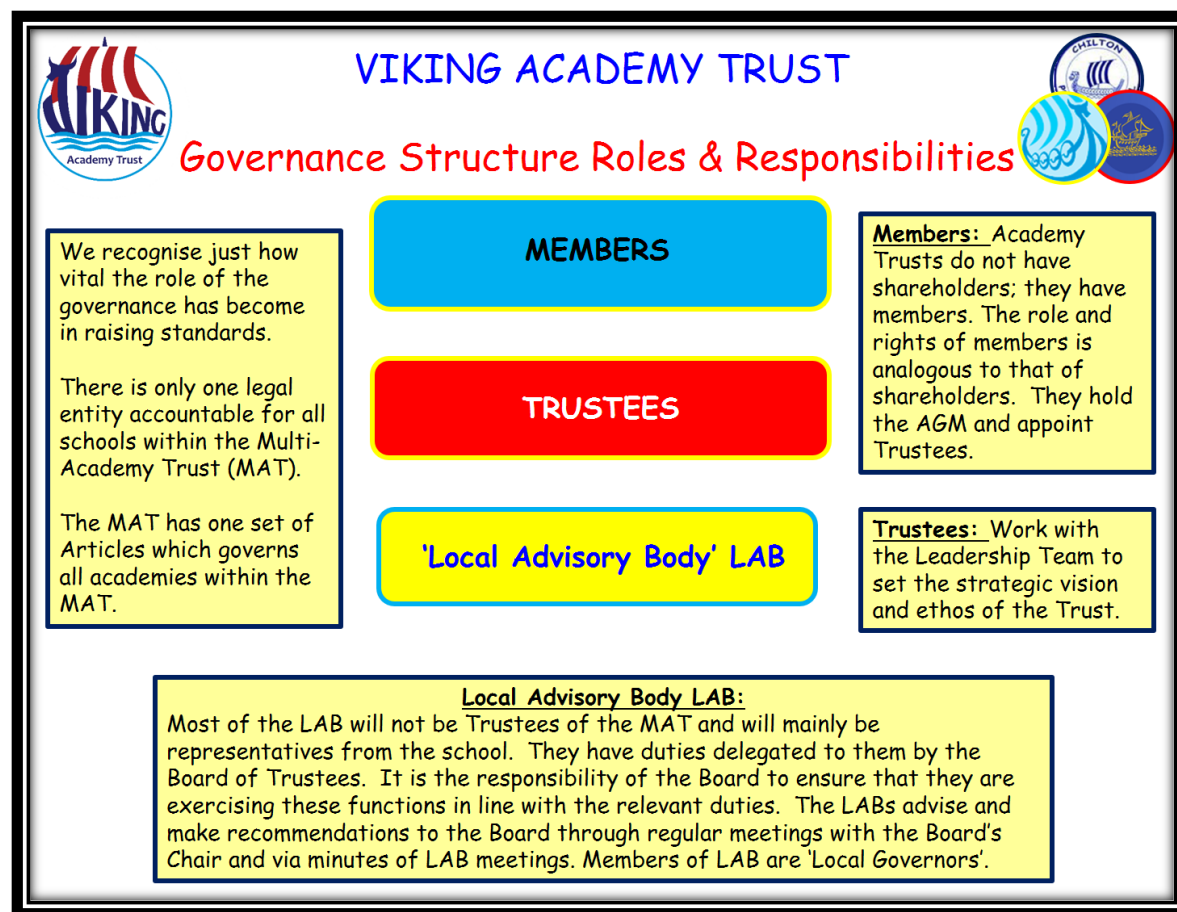 VIKING
Academy Trust
VIKING ACADEMY TRUST
CHILTON
Governance Structure Roles & Responsibilities
We recognise just how
vital the role of the
governance has become
in raising standards.
There is only one legal
entity accountable for all
schools within the Multi-
Academy Trust (MAT).
The MAT has one set of
Articles which governs
all academies within the
MAT.
MEMBERS
TRUSTEES
‘Local Advisory Body’ LAB
Members: Academy
Trusts do not have
shareholders; they have
members. The role and
rights of members is
analogous to that of
shareholders. They hold
the AGM and appoint
Trustees.
Trustees: Work with
the Leadership Team to
set the strategic vision
and ethos of the Trust.
Local Advisory Body LAB:
Most of the LAB will not be Trustees of the MAT and will mainly be
representatives from the school. They have duties delegated to them by the
Board of Trustees. It is the responsibility of the Board to ensure that they are
exercising these functions in line with the relevant duties. The LABs advise and
make recommendations to the Board through regular meetings with the Board’s
Chair and via minutes of LAB meetings. Members of LAB are ‘Local Governors’.